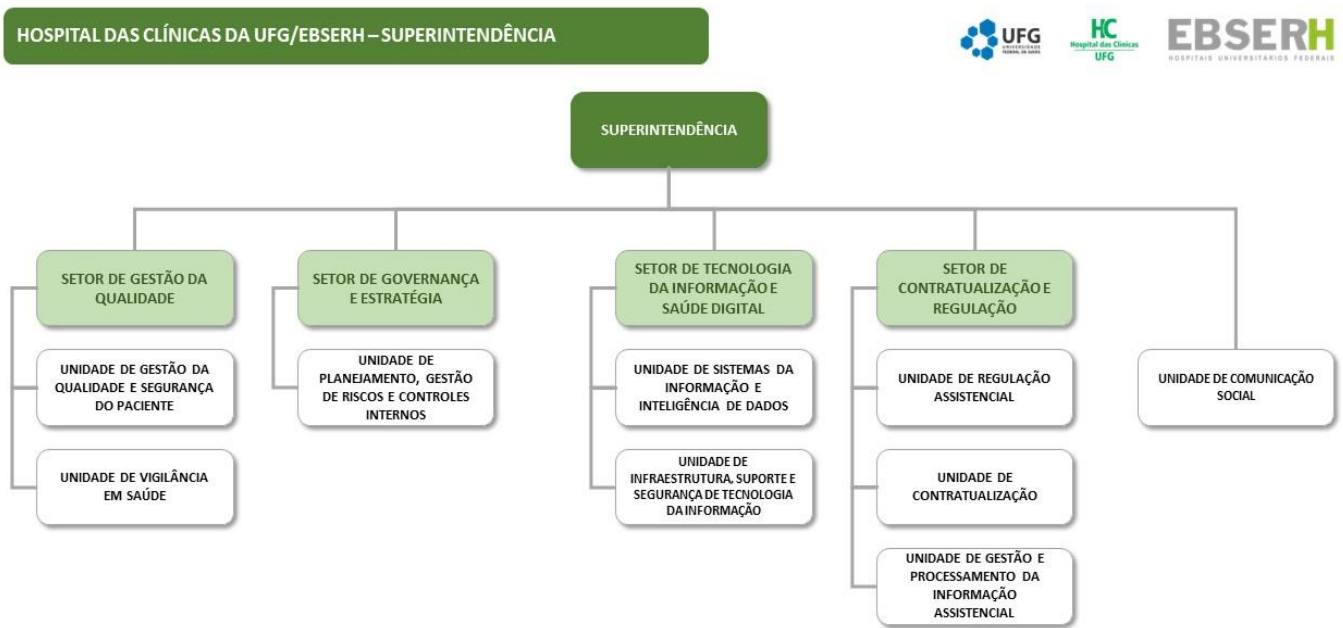 HOSPITAL DAS CLÍNICAS DA UFG/EBSERH – SUPERINTENDÊNCIA
UFG
UNIVERSIDADE
FEDERAL DE GOIÁS
HC
Hospital das Clínicas
UFG
EBSERH
HOSPITAIS UNIVERSITÁRIOS FEDERAIS
SUPERINTENDÊNCIA
SETOR DE GESTÃO DA
QUALIDADE
UNIDADE DE GESTÃO DA
QUALIDADE E SEGURANÇA
DO PACIENTE
UNIDADE DE VIGILÂNCIA
EM SAÚDE
SETOR DE GOVERNANÇA
E ESTRATÉGIA
UNIDADE DE
PLANEJAMENTO, GESTÃO
DE RISCOS E CONTROLES
INTERNOS
SETOR DE TECNOLOGIA
DA INFORMAÇÃO E
SAÚDE DIGITAL
UNIDADE DE SISTEMAS DA
INFORMAÇÃO E
INTELIGÊNCIA DE DADOS
UNIDADE DE
INFRAESTRUTURA, SUPORTE E
SEGURANÇA DE TECNOLOGIA
DA INFORMAÇÃO
SETOR DE
CONTRATUALIZAÇÃO E
REGULAÇÃO
UNIDADE DE REGULAÇÃO
ASSISTENCIAL
UNIDADE DE
CONTRATUALIZAÇÃO
UNIDADE DE GESTÃO E
PROCESSAMENTO DA
INFORMAÇÃO
ASSISTENCIAL
UNIDADE DE COMUNICAÇÃO
SOCIAL